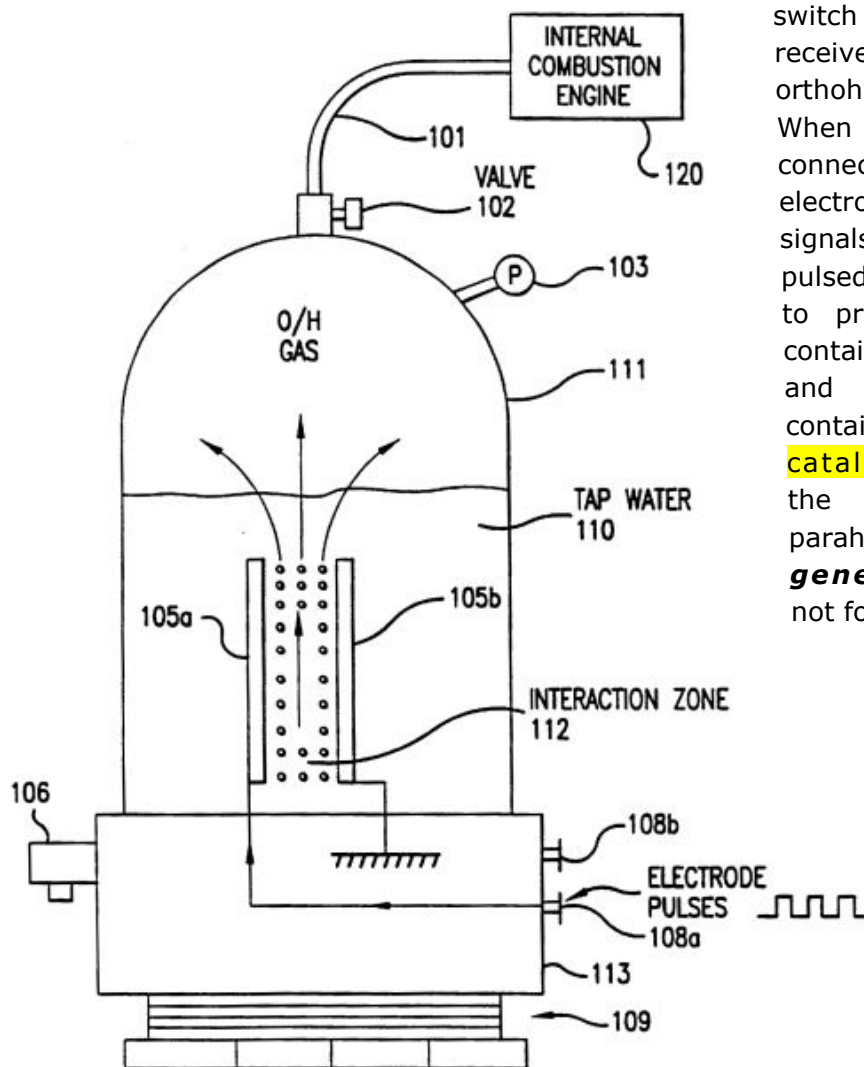 INTERNAL
COMBUSTION
ENGINE
101
120
VALVE
102
P
103
O/H
GAS
111
TAP WATER
110
105a
105b
INTERACTION ZONE
112
106
108b
ELECTRODE
PULSES
108a
113
109
switch
receive
orthoh
When
connec
electro
signals
pulsed
to pr
contai
and
contai
catal
the
parah
gene
not fo